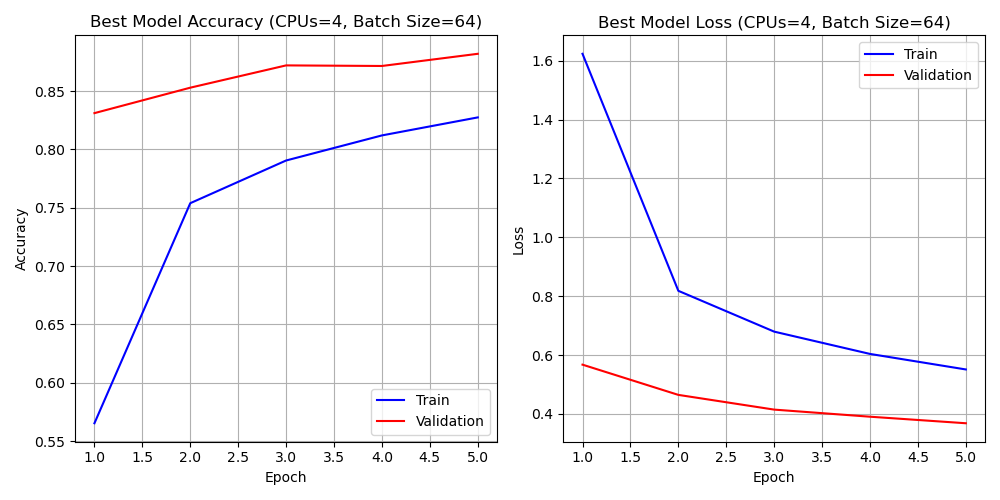 Best Model Accuracy (CPUs=4, Batch Size=64)
Accuracy
0.85
0.80
0.75
0.70
0.65
0.60
0.55
Train
Validation
1.0 1.5 2.0 2.5 3.0 3.5 4.0 4.5 5.0
Epoch
Best Model Loss (CPUs=4, Batch Size=64)
Loss
1.6
1.4
1.2
1.0
0.8
0.6
0.4
Train
Validation
1.0 1.5 2.0 2.5 3.0 3.5 4.0 4.5 5.0
Epoch